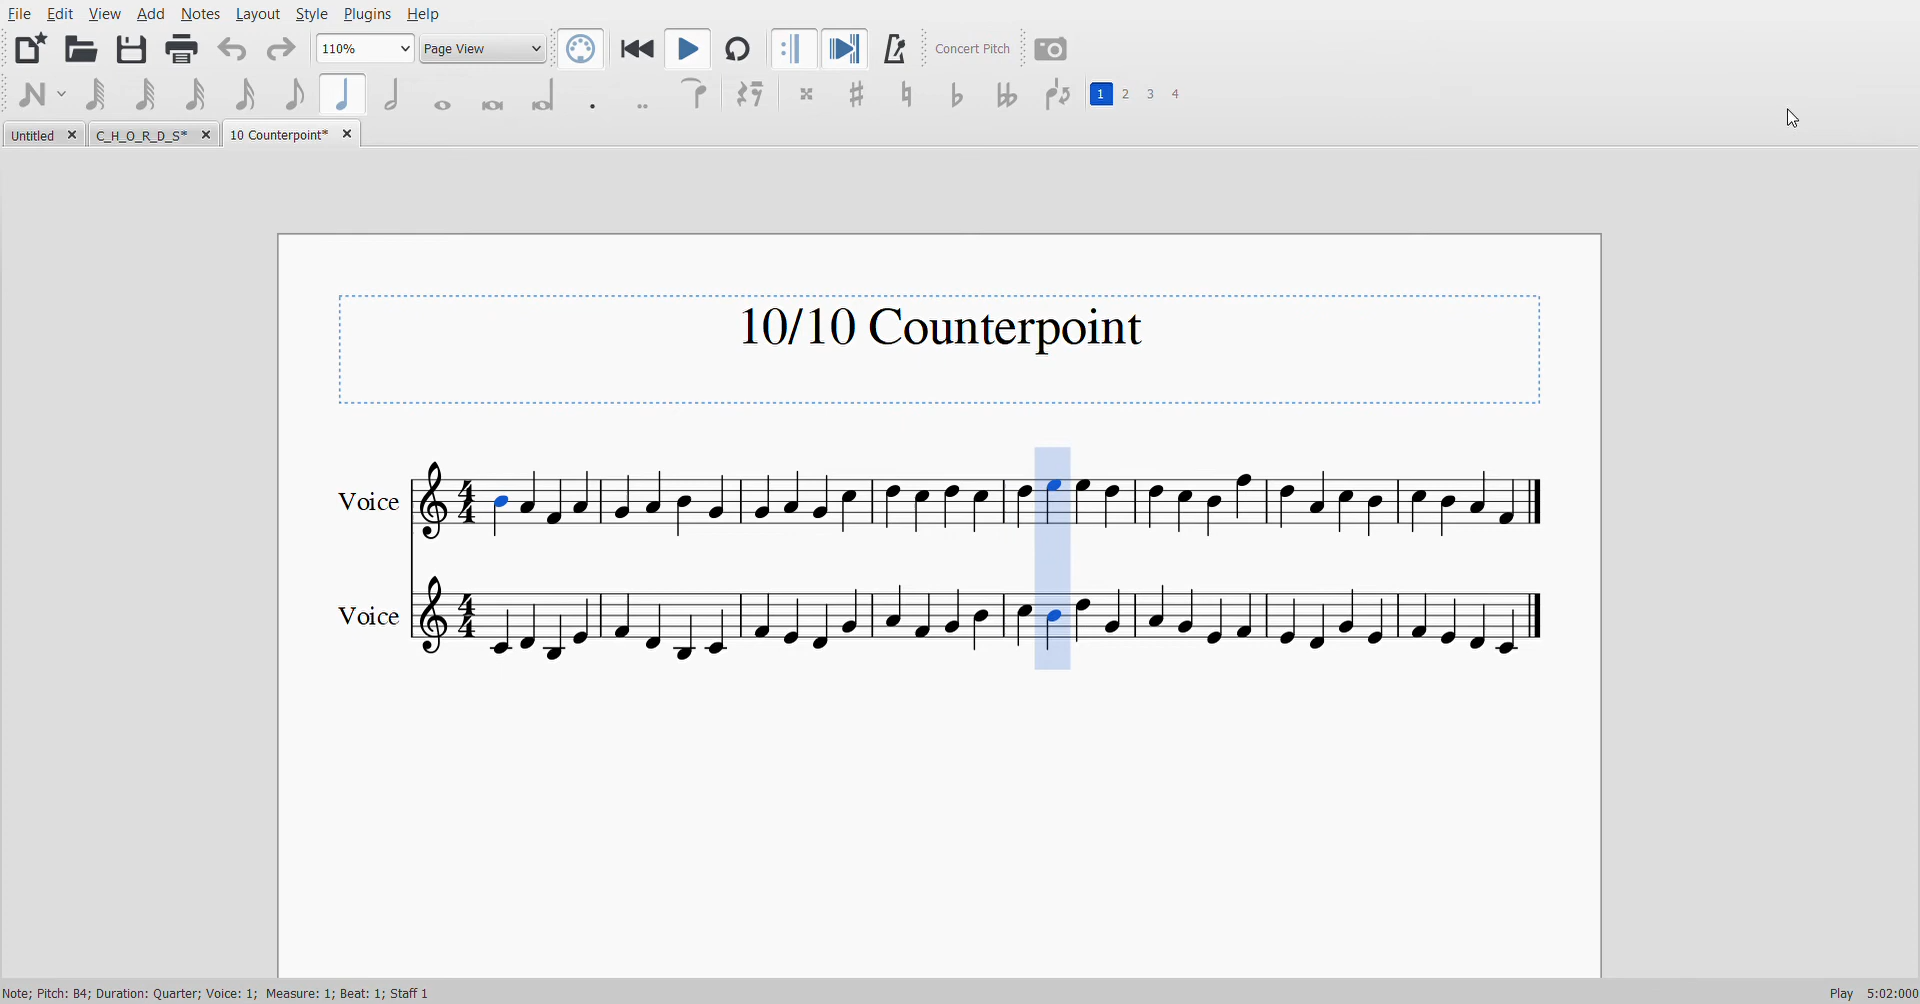 File Edit View Add Notes Layout Style Plugins Help
110% Page View Concert Pitch
1 2 3 4
Untitled C_H_O_R_D_S* 10 Counterpoint*
10/10 Counterpoint
Voice
Voice
Note; Pitch: B4; Duration: Quarter; Voice: 1; Measure: 1; Beat: 1; Staff 1 Play 5:02:000